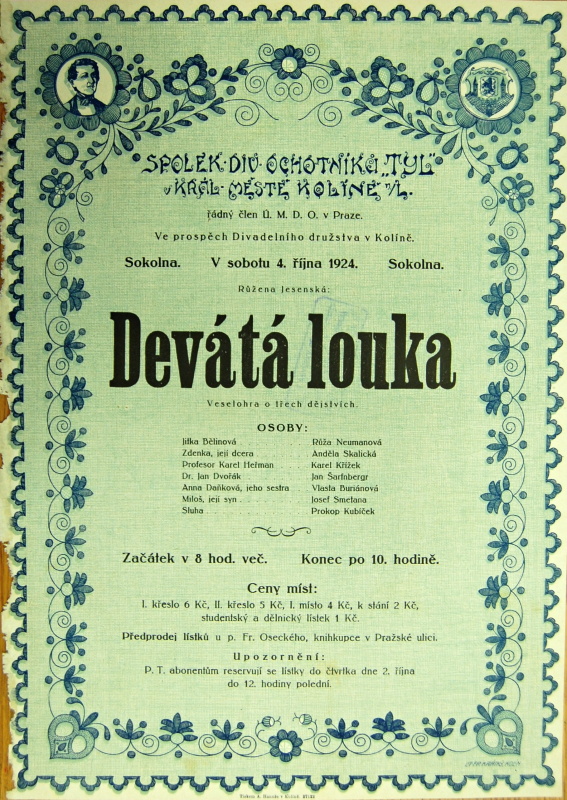 SPOLEK DIV. OCHOTNÍKŮ „TYL“
V KRÁL. MĚSTĚ KOLÍNĚ N/L.
řádný člen Ú. M. D. O. v Praze.
Ve prospěch Divadelního družstva v Kolíně.
Sokolna. V sobotu 4. října 1924. Sokolna.
Růžena Jesenská:
Devátá louka
Veselohra o třech dějstvích.
OSOBY:
Jitka Bělinová . . Růža Neumanová
Zdenka, její dcera . . Anděla Skalická
Profesor Karel Heřman . . Karel Křížek
Dr. Jan Dvořák . . . Jan Šartnbergr
Anna Daňková, jeho sestra . Vlasta Buriánová
Miloš, její syn . . . . Josef Smetana
Sluha . . . Prokop Kubíček
Začátek v 8 hod. več. Konec po 10. hodině.
Ceny míst:
I. křeslo 6 Kč, II. křeslo 5 Kč, I. místo 4 Kč, k stání 2 Kč,
studentský a dělnický lístek 1 Kč.
Předprodej lístků u p. Fr. Oseckého, knihkupce v Pražské ulici.
Upozornění:
P. T. abonentům reservují se lístky do čtvrtka dne 2. října
do 12. hodiny polední.